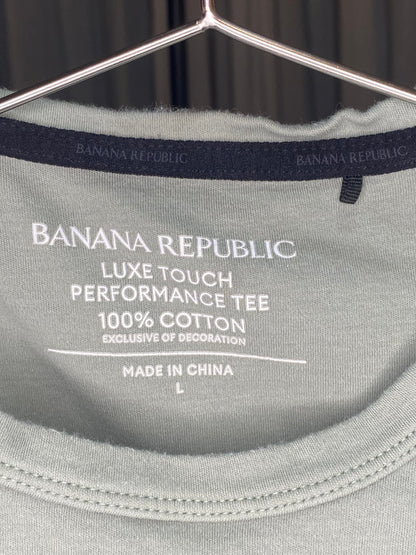 BANANA REPUBLIC
BANANA REPUBLIC
BANANA REPUBLIC
LUXE TOUCH
PERFORMANCE TEE
100% COTTON
EXCLUSIVE OF DECORATION
MADE IN CHINA
L